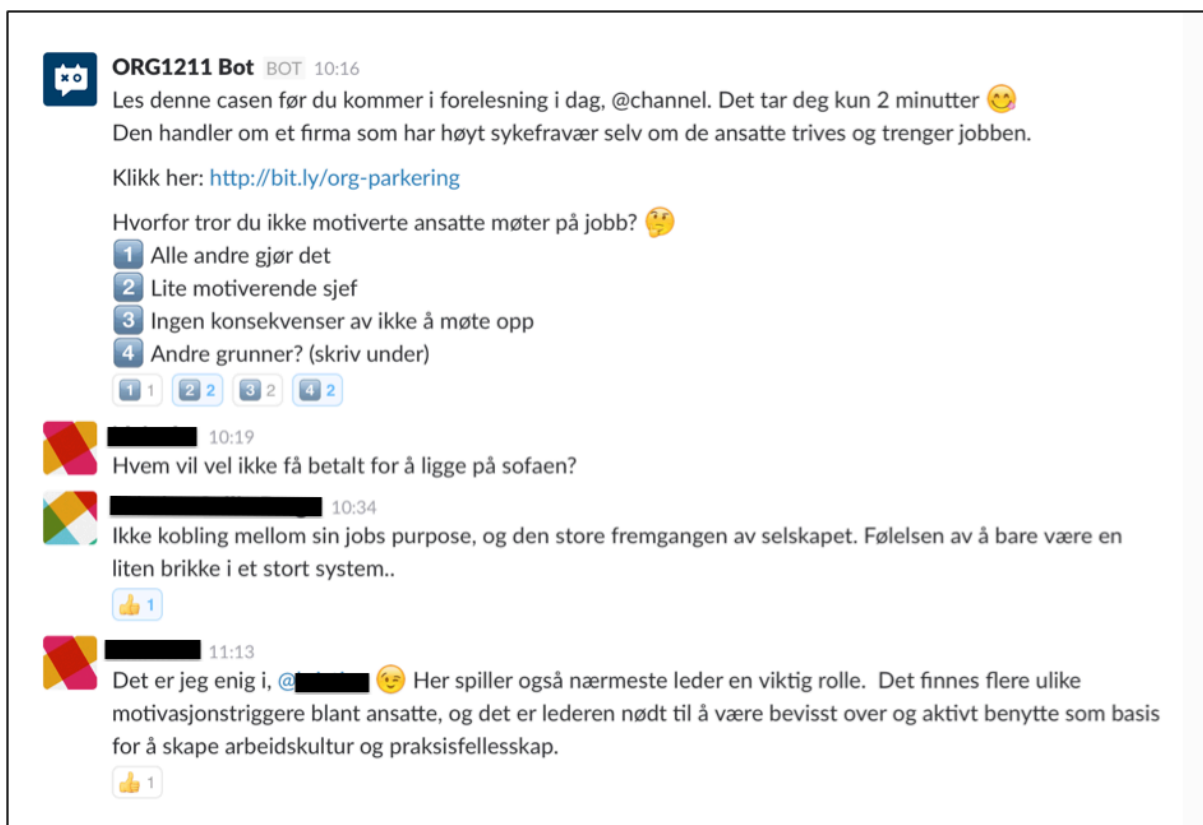 ORG1211 Bot BOT 10:16
Les denne casen før du kommer i forelesning i dag, @channel. Det tar deg kun 2 minutter 😋
Den handler om et firma som har høyt sykefravær selv om de ansatte trives og trenger jobben.
Klikk her: http://bit.ly/org-parkering
Hvorfor tror du ikke motiverte ansatte møter på jobb? 🤔
1 Alle andre gjør det
2 Lite motiverende sjef
3 Ingen konsekvenser av ikke å møte opp
4 Andre grunner? (skriv under)
1 1 2 2 3 2 4 2
10:19
Hvem vil vel ikke få betalt for å ligge på sofaen?
10:34
Ikke kobling mellom sin jobs purpose, og den store fremgangen av selskapet. Følelsen av å bare være en
liten brikke i et stort system..
👍 1
11:13
Det er jeg enig i, @ 😉 Her spiller også nærmeste leder en viktig rolle. Det finnes flere ulike
motivasjonstriggere blant ansatte, og det er lederen nødt til å være bevisst over og aktivt benytte som basis
for å skape arbeidskultur og praksisfellesskap.
👍 1